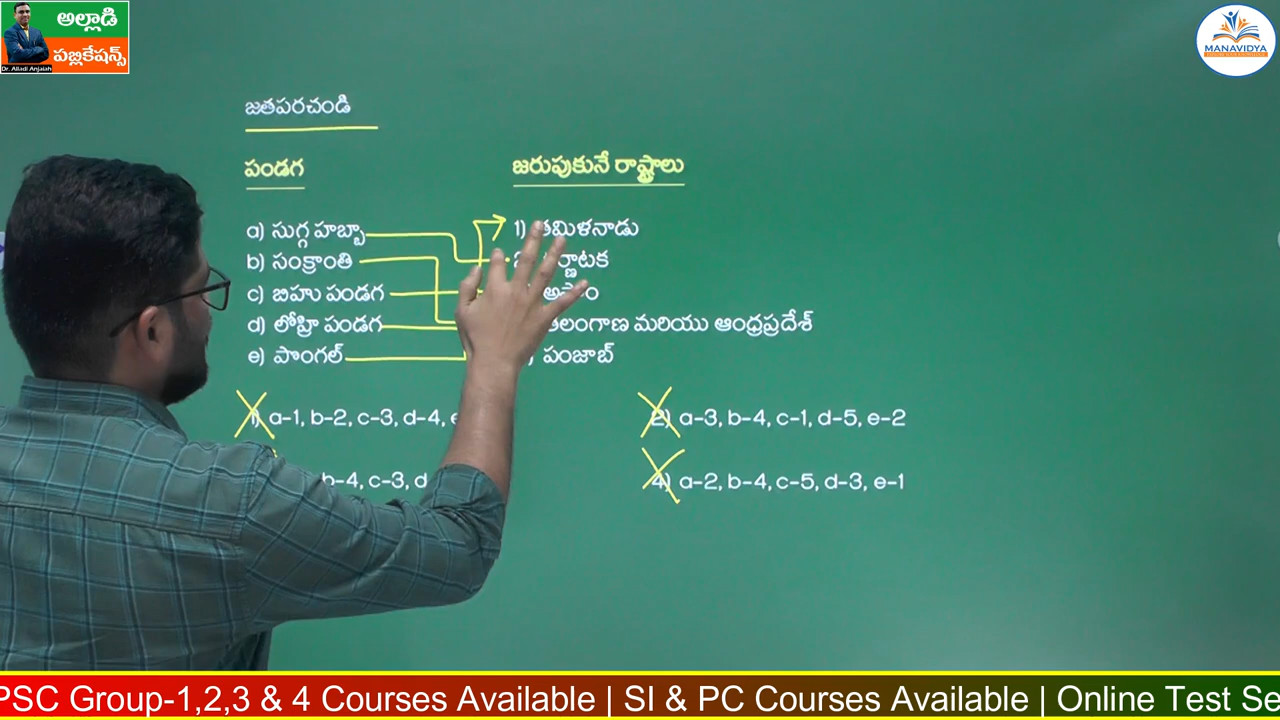 అల్లాడి
పబ్లికేషన్స్
Dr. Alladi Anjaiah
MANAVIDYA
జతపరచండి
పండగ
జరుపుకునే రాష్ట్రాలు
a) సుగ్గ హబ్బా
1) తమిళనాడు
b) సంక్రాంతి
c) బిహు పండగ
d) లోహ్రి పండగ
మరియు ఆంధ్రప్రదేశ్
e) పొంగల్
పంజాబ్
1) a-1, b-2, c-3, d-4,
2) a-3, b-4, c-1, d-5, e-2
b-4, c-3,
4) a-2, b-4, c-5, d-3, e-1
PSC Group-1,2,3 & 4 Courses Available | SI & PC Courses Available | Online Test Se